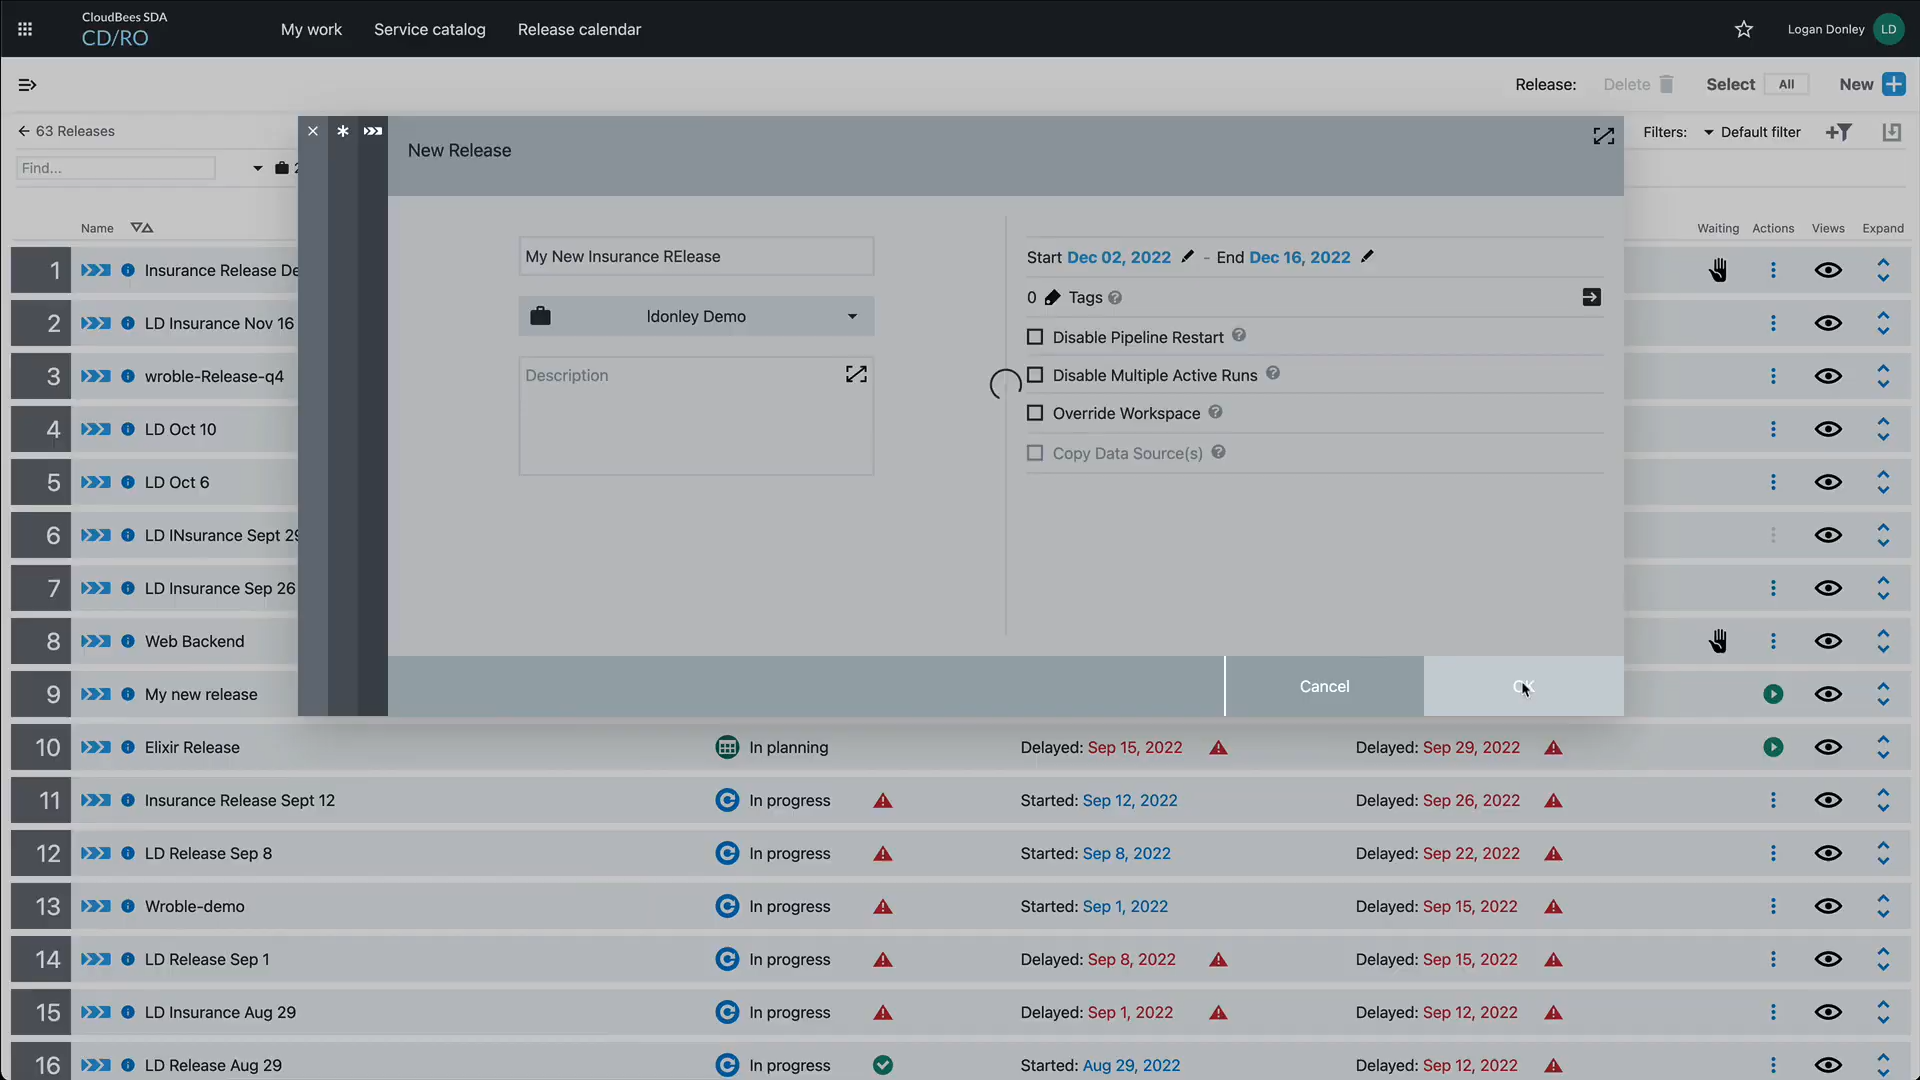 CloudBees SDA
CD/RO
My work
Service catalog
Release calendar
Logan Donley
LD
Release:
Delete
Select
All
New
63 Releases
Filters:
Default filter
Find...
Name
Waiting
Actions
Views
Expand
New Release
My New Insurance RElease
ldonley Demo
Description
Start Dec 02, 2022 - End Dec 16, 2022
0 Tags
Disable Pipeline Restart
Disable Multiple Active Runs
Override Workspace
Copy Data Source(s)
Cancel
OK
1 Insurance Release De
2 LD Insurance Nov 16
3 wroble-Release-q4
4 LD Oct 10
5 LD Oct 6
6 LD INsurance Sept 29
7 LD Insurance Sep 26
8 Web Backend
9 My new release
10 Elixir Release In planning Delayed: Sep 15, 2022 Delayed: Sep 29, 2022
11 Insurance Release Sept 12 In progress Started: Sep 12, 2022 Delayed: Sep 26, 2022
12 LD Release Sep 8 In progress Started: Sep 8, 2022 Delayed: Sep 22, 2022
13 Wroble-demo In progress Started: Sep 1, 2022 Delayed: Sep 15, 2022
14 LD Release Sep 1 In progress Delayed: Sep 8, 2022 Delayed: Sep 15, 2022
15 LD Insurance Aug 29 In progress Delayed: Sep 1, 2022 Delayed: Sep 12, 2022
16 LD Release Aug 29 In progress Started: Aug 29, 2022 Delayed: Sep 12, 2022